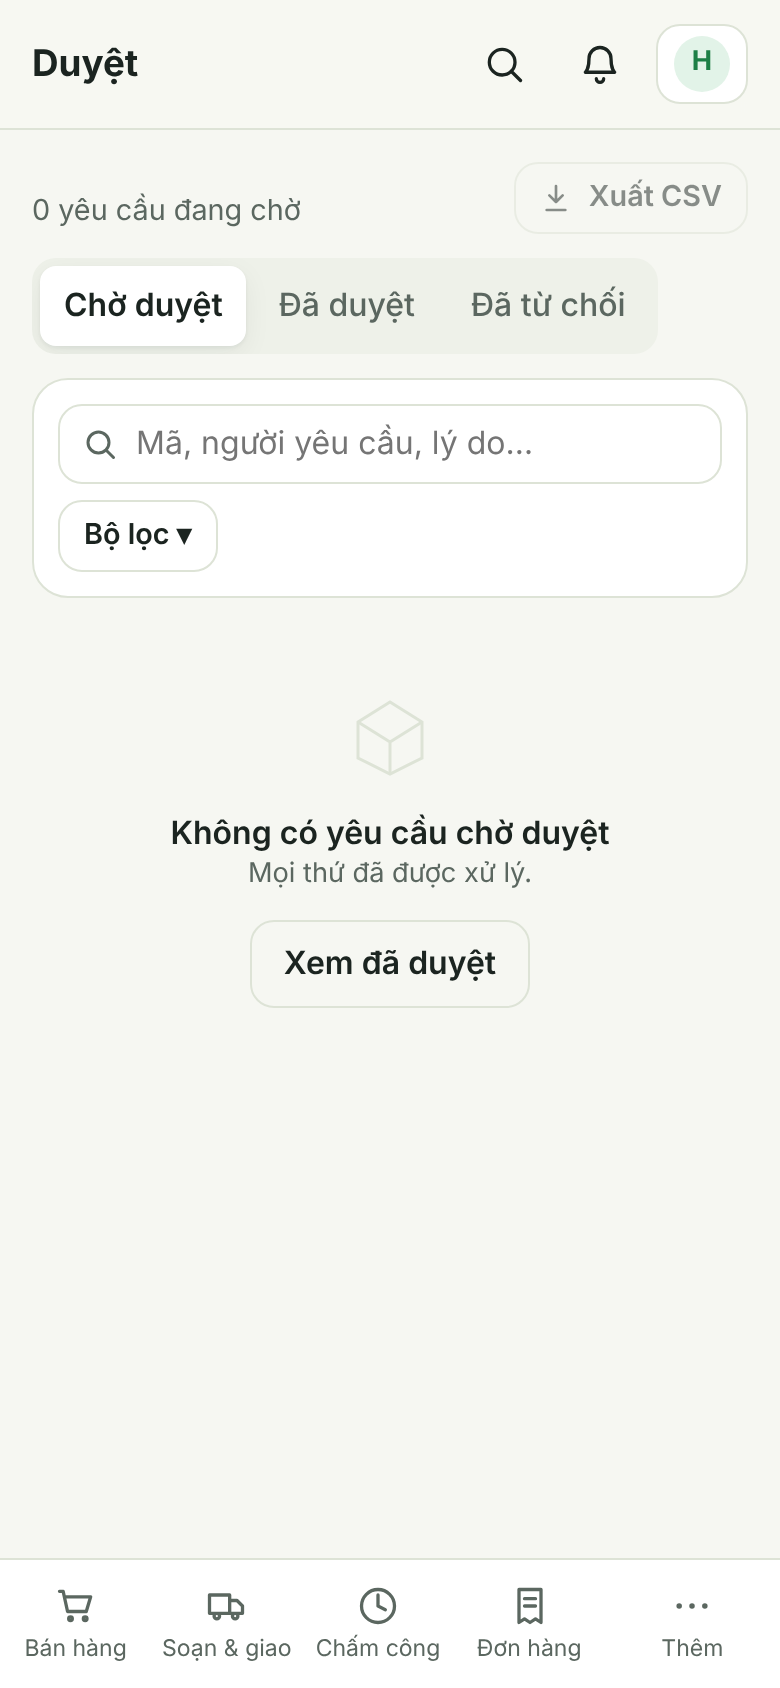 Duyệt
H
0 yêu cầu đang chờ
Xuất CSV
Chờ duyệt
Đã duyệt
Đã từ chối
Mã, người yêu cầu, lý do...
Bộ lọc ▾
Không có yêu cầu chờ duyệt
Mọi thứ đã được xử lý.
Xem đã duyệt
Bán hàng
Soạn & giao
Chấm công
Đơn hàng
Thêm